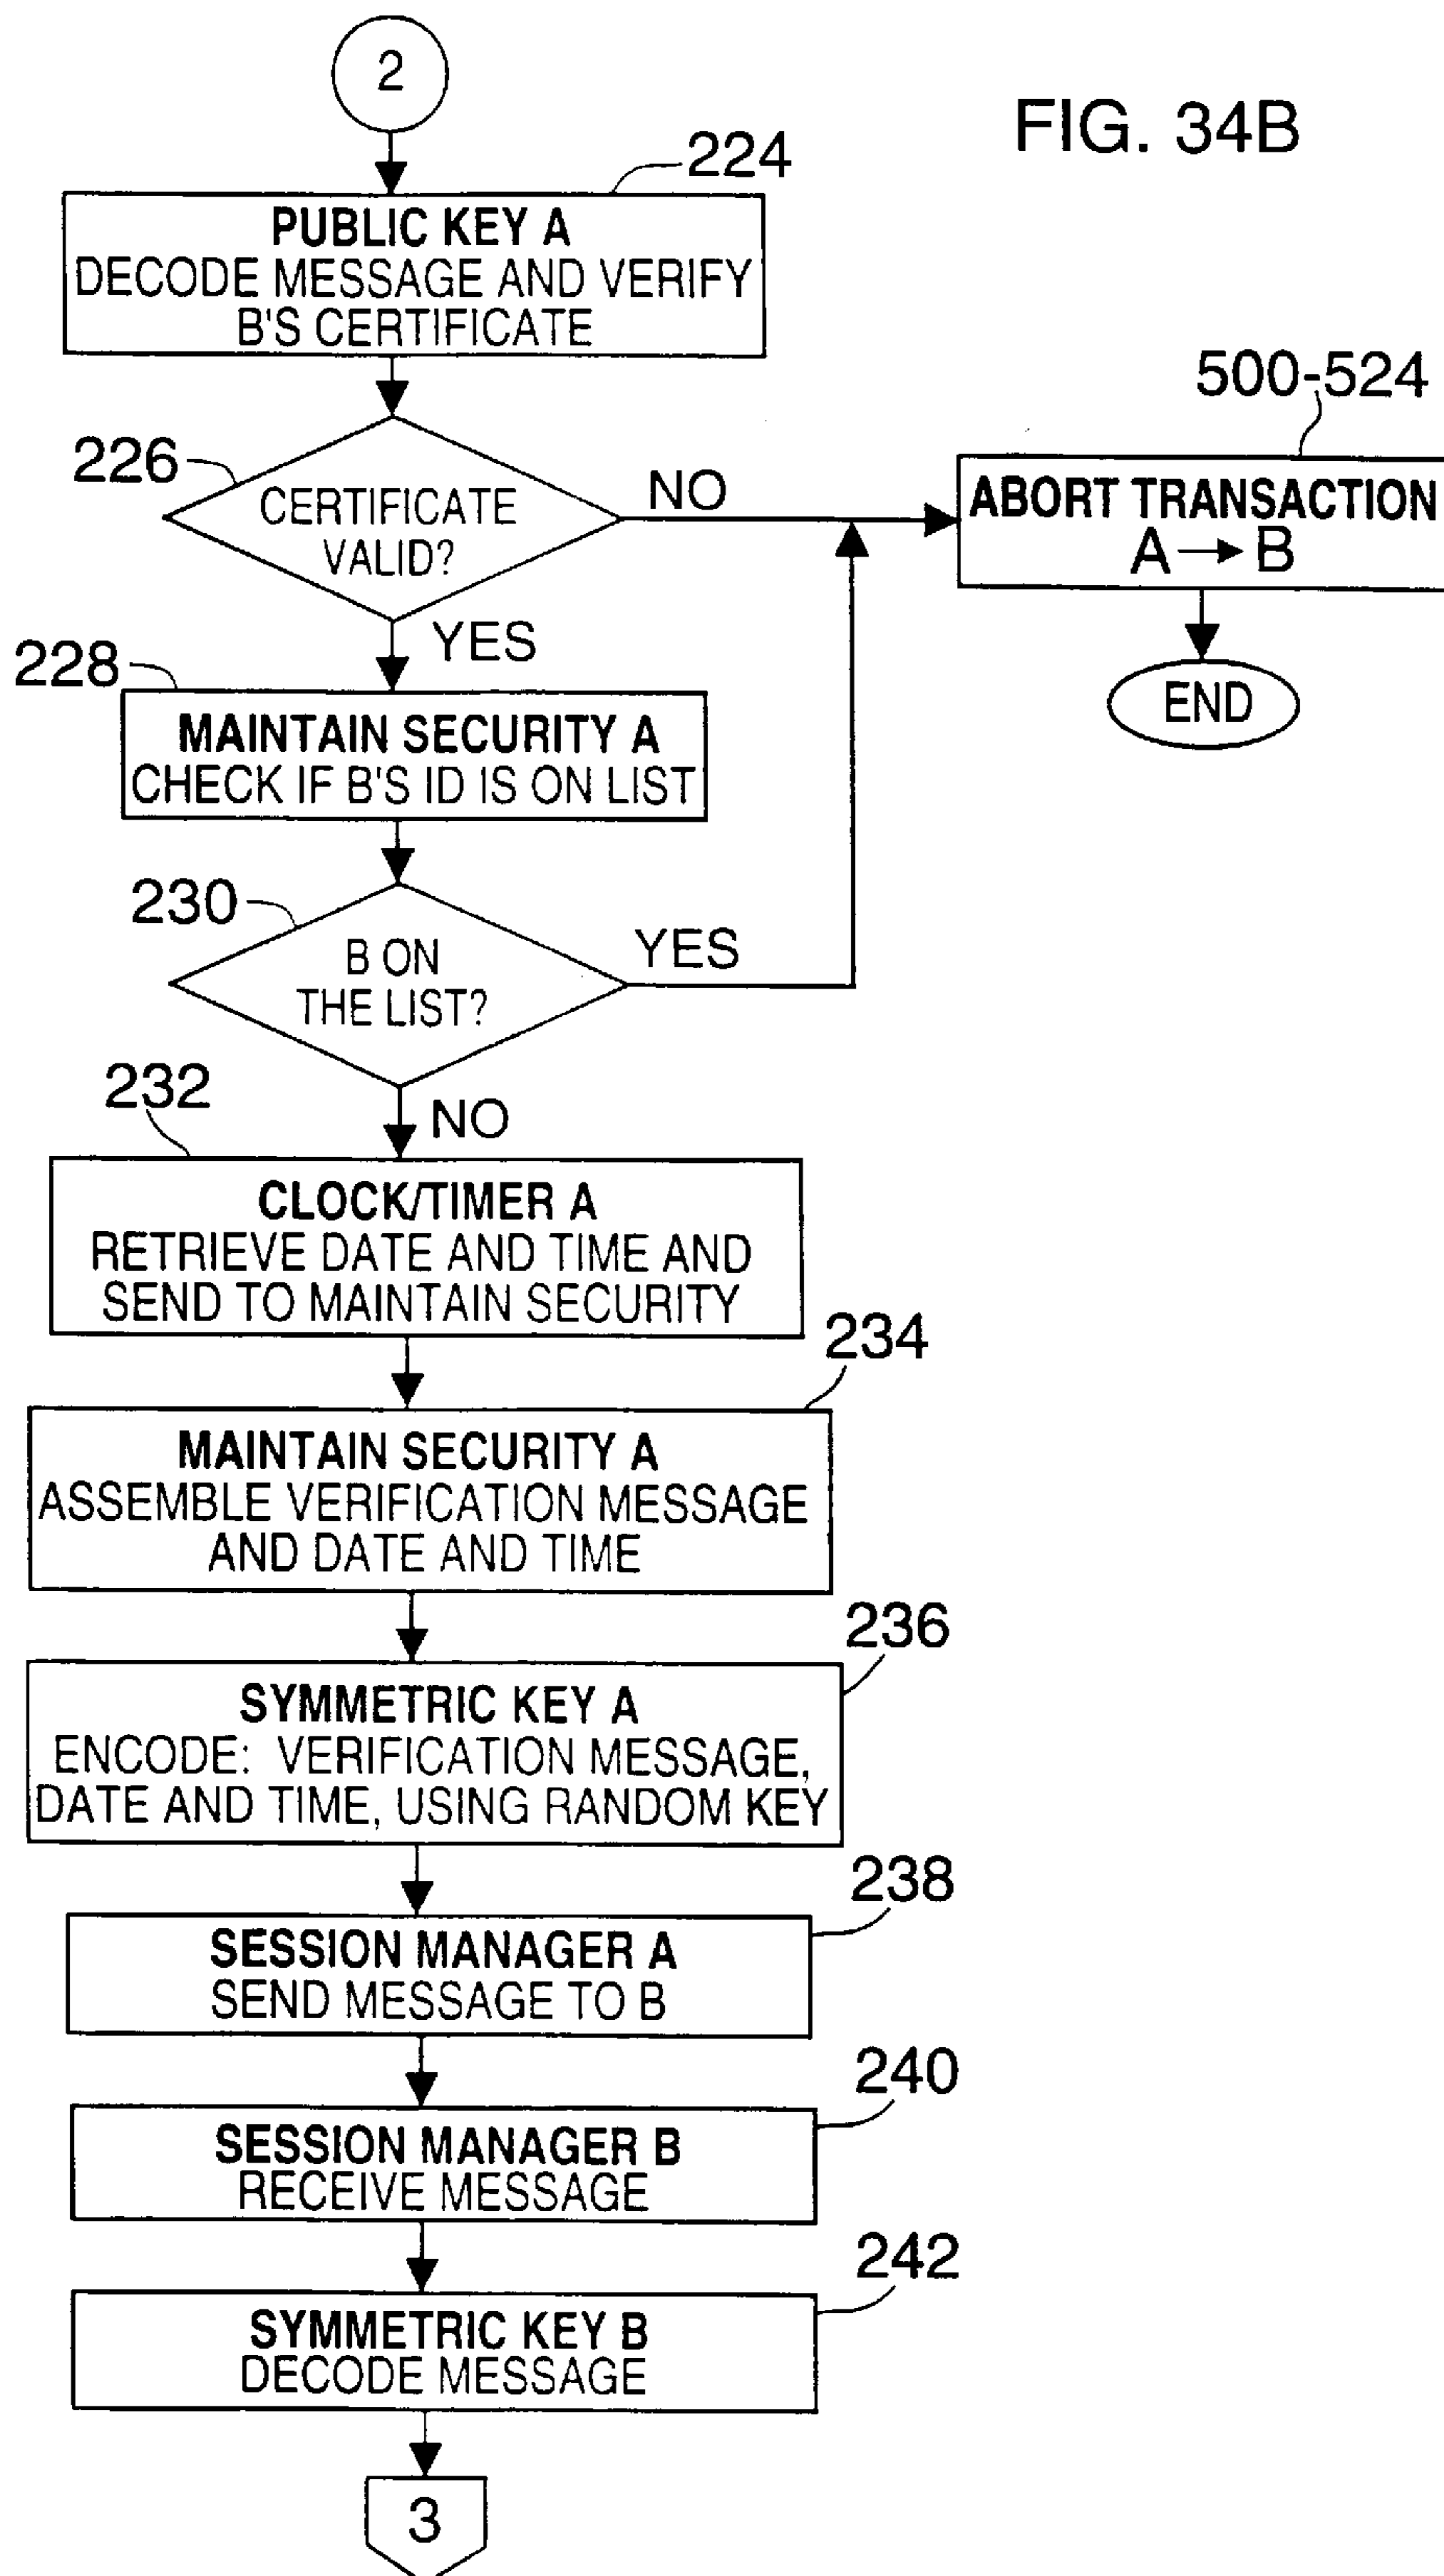 2
FIG. 34B
224
PUBLIC KEY A
DECODE MESSAGE AND VERIFY
B'S CERTIFICATE
226
CERTIFICATE
VALID?
NO
500-524
ABORT TRANSACTION
A → B
END
YES
228
MAINTAIN SECURITY A
CHECK IF B'S ID IS ON LIST
230
B ON
THE LIST?
YES
NO
232
CLOCK/TIMER A
RETRIEVE DATE AND TIME AND
SEND TO MAINTAIN SECURITY
234
MAINTAIN SECURITY A
ASSEMBLE VERIFICATION MESSAGE
AND DATE AND TIME
236
SYMMETRIC KEY A
ENCODE: VERIFICATION MESSAGE,
DATE AND TIME, USING RANDOM KEY
238
SESSION MANAGER A
SEND MESSAGE TO B
240
SESSION MANAGER B
RECEIVE MESSAGE
242
SYMMETRIC KEY B
DECODE MESSAGE
3